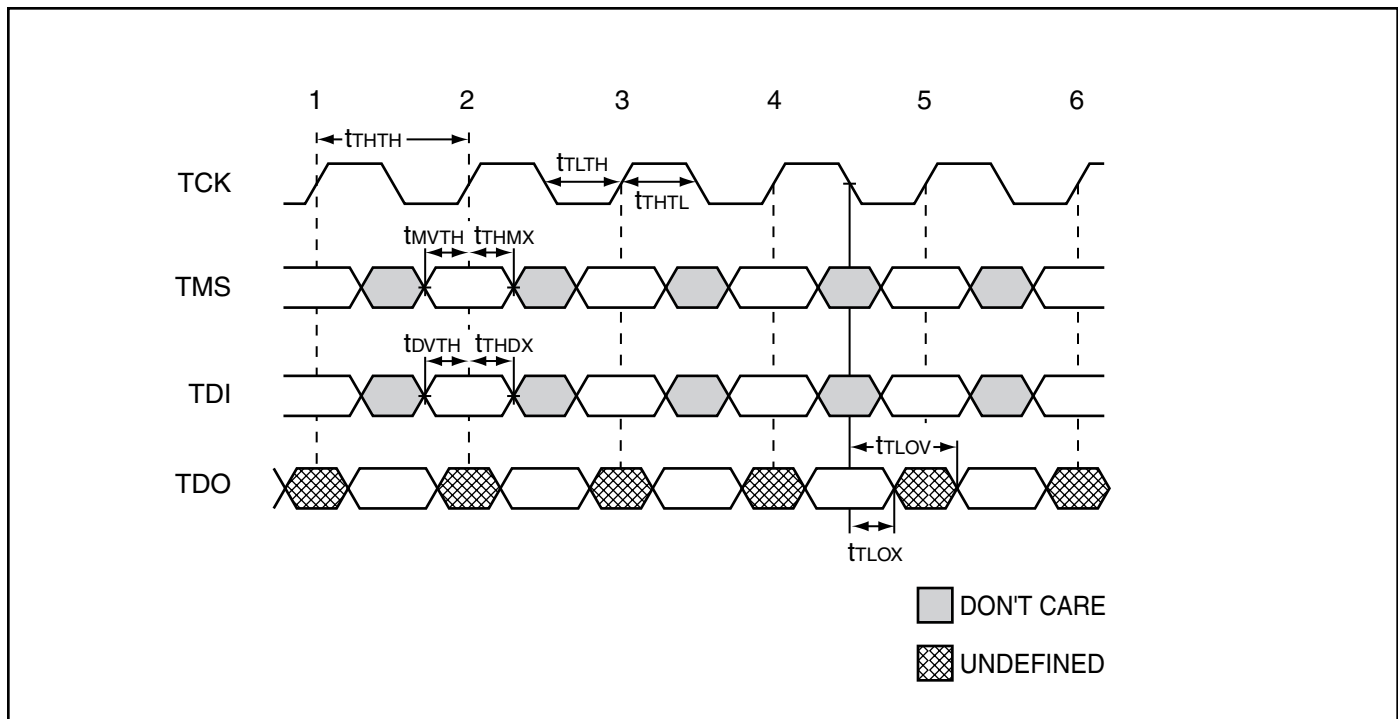 1 2 3 4 5 6
tTHTH
TCK
tTLTH
tTHTL
tMVTH tTHMX
TMS
tDVTH tTHDX
TDI
tTLOV
TDO
tTLOX
DON'T CARE
UNDEFINED